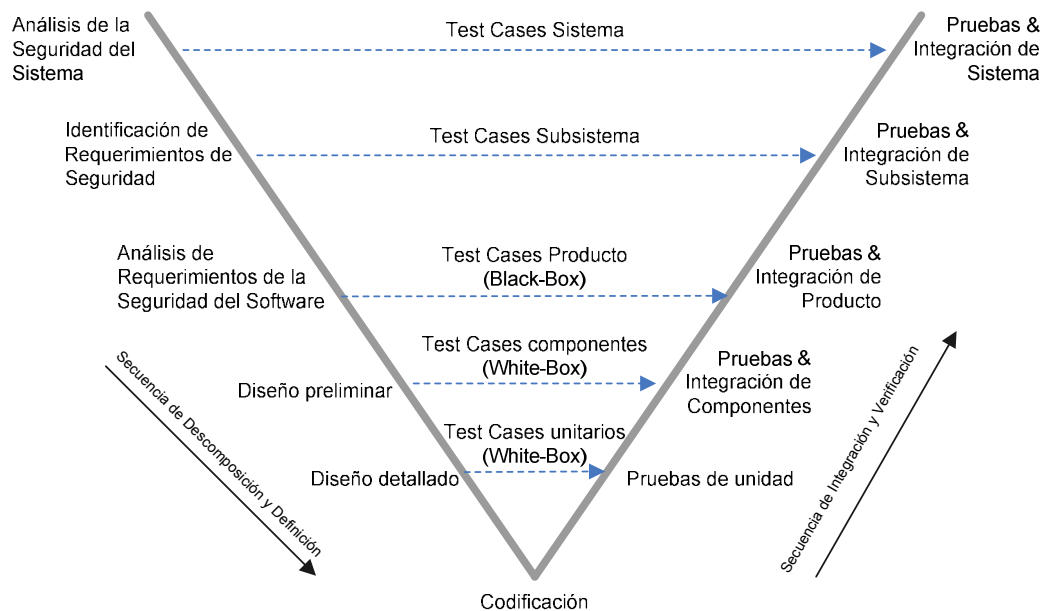 Análisis de la
Seguridad del
Sistema
Test Cases Sistema
Pruebas &
Integración de
Sistema
Identificación de
Requerimientos de
Seguridad
Test Cases Subsistema
Pruebas &
Integración de
Subsistema
Análisis de
Requerimientos de la
Seguridad del Software
Test Cases Producto
(Black-Box)
Pruebas &
Integración de
Producto
Test Cases componentes
(White-Box)
Diseño preliminar
Pruebas &
Integración de
Componentes
Test Cases unitarios
(White-Box)
Diseño detallado
Pruebas de unidad
Secuencia de Descomposición y Definición
Secuencia de Integración y Verificación
Codificación